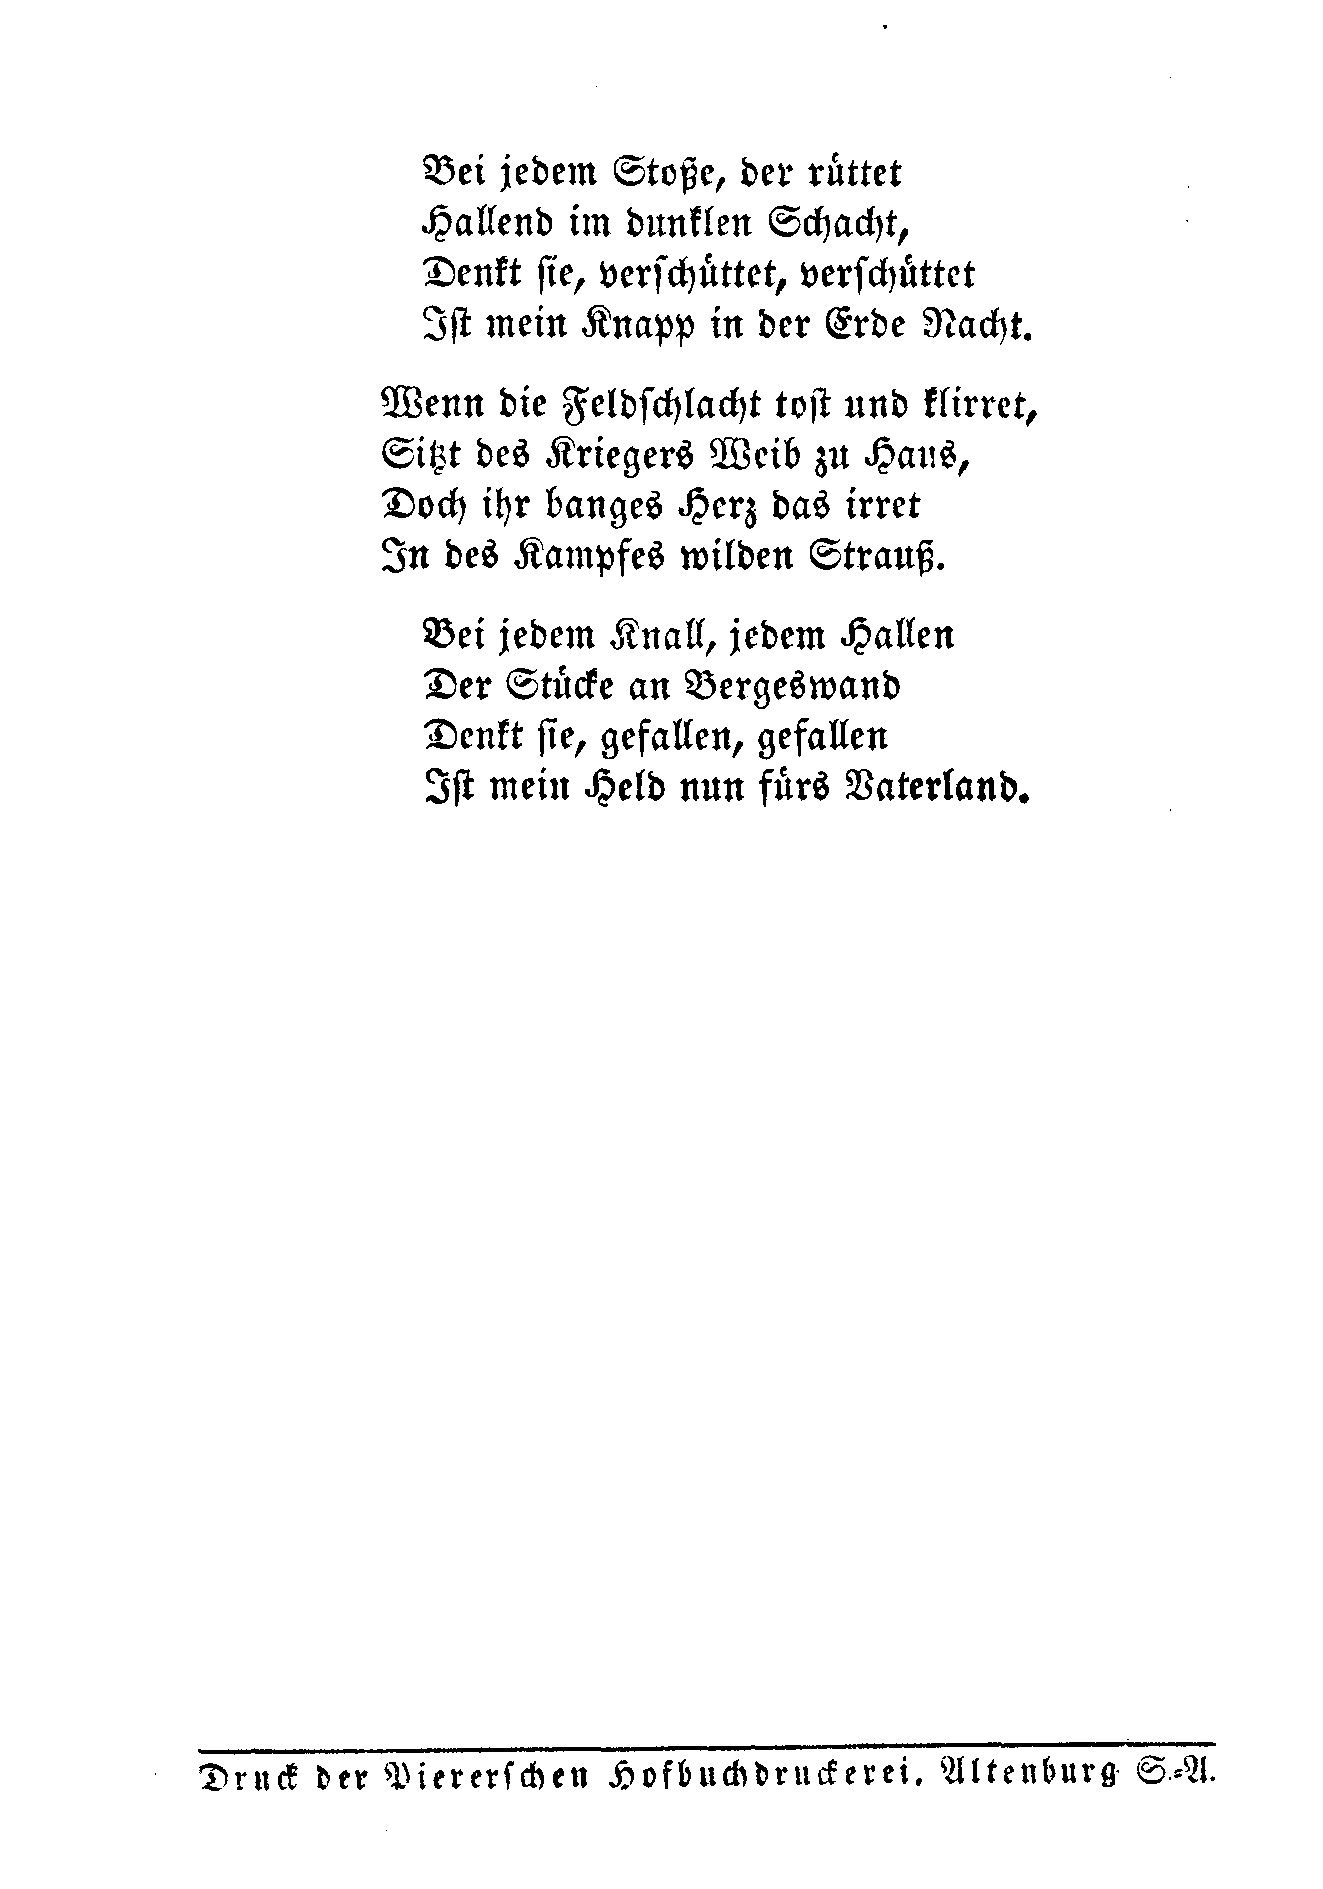 Bei jedem Stoße, der rüttet
Hallend im dunklen Schacht,
Denkt sie, verschüttet, verschüttet
Ist mein Knapp in der Erde Nacht.
Wenn die Feldschlacht tost und klirret,
Sitzt des Kriegers Weib zu Haus,
Doch ihr banges Herz das irret
In des Kampfes wilden Strauß.
Bei jedem Knall, jedem Hallen
Der Stücke an Bergeswand
Denkt sie, gefallen, gefallen
Ist mein Held nun fürs Vaterland.
Druck der Piererschen Hofbuchdruckerei. Altenburg S.-A.